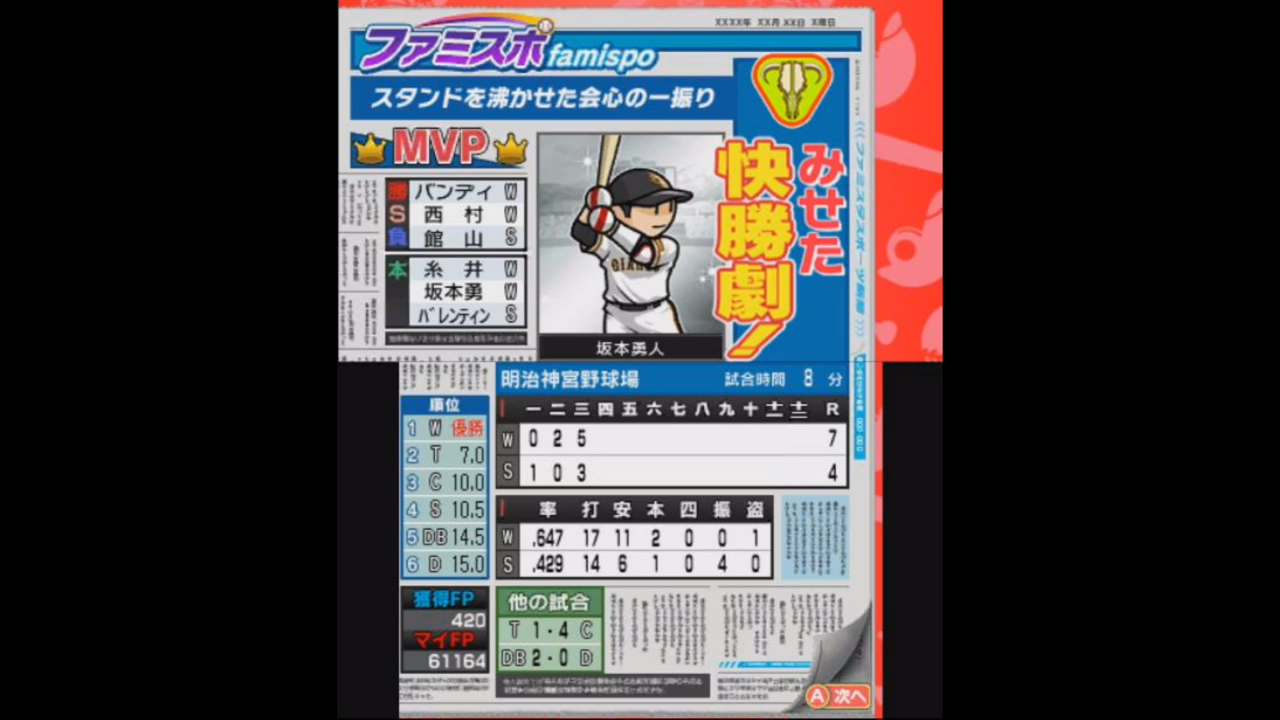 XXXX年 XX月 XX日 X曜日
ファミスポ famispo
スタンドを沸かせた会心の一振り
MVP
みせた
快勝劇!
勝 バンディ W
S 西村 W
負 館山 S
本 糸井 W
坂本勇 W
バレンティン S
GIANTS
坂本勇人
明治神宮野球場 試合時間 8 分
一 二 三 四 五 六 七 八 九 十 十一 十二 R
W 0 2 5 7
S 1 0 3 4
率 打 安 本 四 振 盗
W .647 17 11 2 0 0 1
S .429 14 6 1 0 4 0
順位
1 W 優勝
2 T 7.0
3 C 10.0
4 S 10.5
5 DB 14.5
6 D 15.0
獲得FP
420
マイFP
61164
他の試合
T 1 - 4 C
DB 2 - 0 D
A 次へ